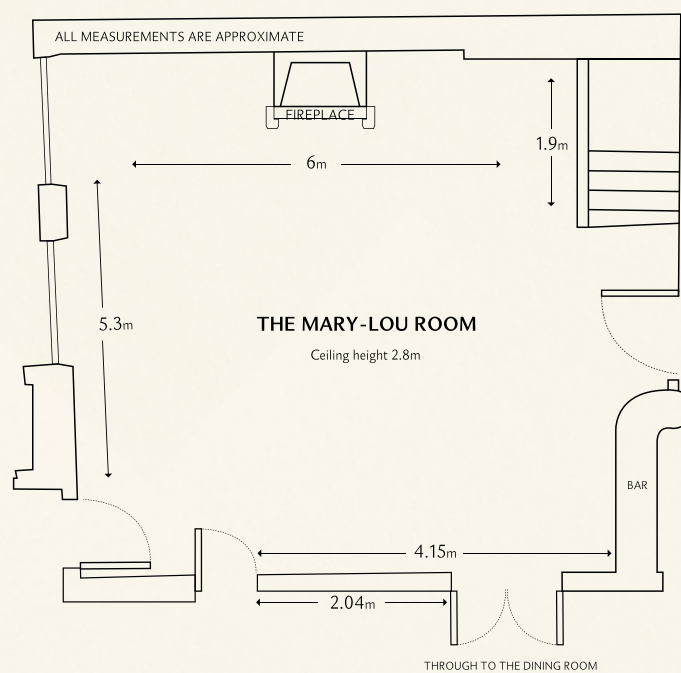 ALL MEASUREMENTS ARE APPROXIMATE
FIREPLACE
1.9m
6m
5.3m
THE MARY-LOU ROOM
Ceiling height 2.8m
BAR
4.15m
2.04m
THROUGH TO THE DINING ROOM